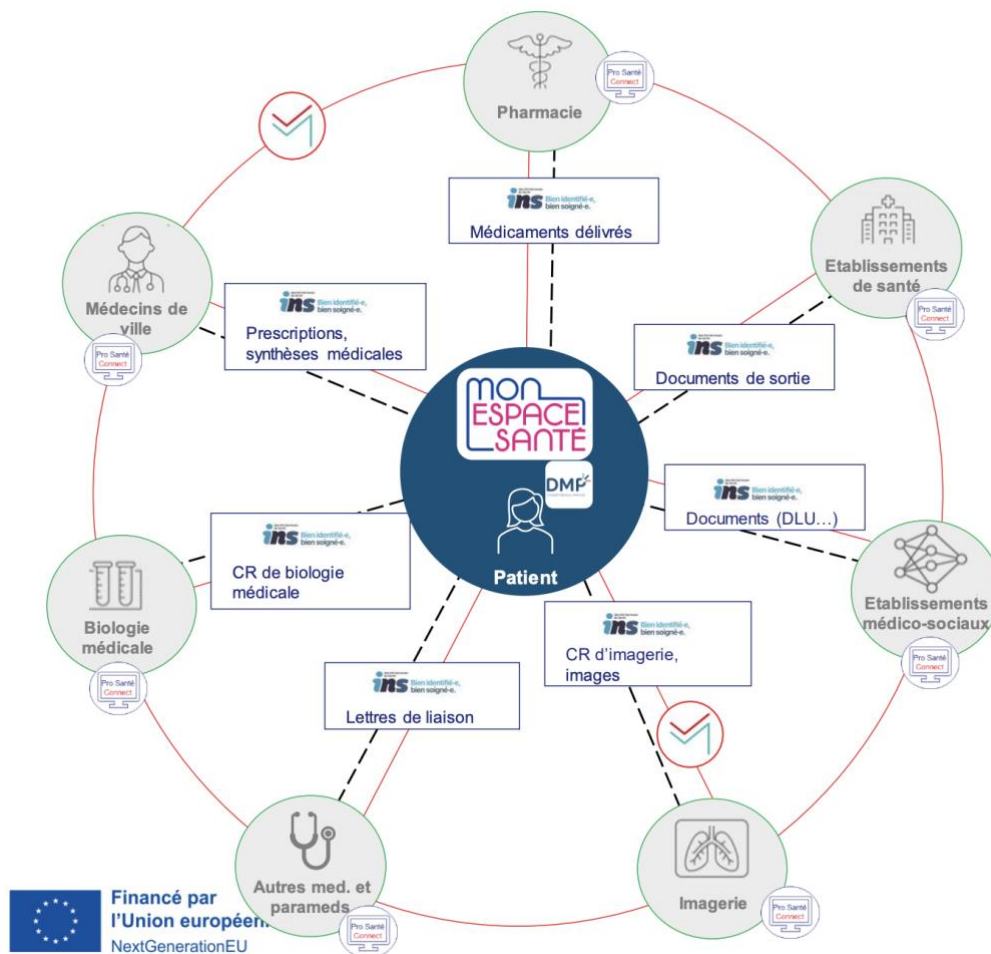 Pharmacie
Pro Santé
Connect
ins Bien identifié·e,
bien soigné·e.
Médicaments délivrés
Etablissements
de santé
Pro Santé
Connect
Médecins de
ville
Pro Santé
Connect
ins Bien identifié·e,
bien soigné·e.
Prescriptions,
synthèses médicales
ins Bien identifié·e,
bien soigné·e.
Documents de sortie
MON
ESPACE
SANTÉ
DMP
Patient
ins Bien identifié·e,
bien soigné·e.
Documents (DLU...)
ins Bien identifié·e,
bien soigné·e.
CR de biologie
médicale
Biologie
médicale
Pro Santé
Connect
Etablissements
médico-sociaux
Pro Santé
Connect
ins Bien identifié·e,
bien soigné·e.
CR d'imagerie,
images
ins Bien identifié·e,
bien soigné·e.
Lettres de liaison
Autres med. et
parameds
Pro Santé
Connect
Imagerie
Pro Santé
Connect
Financé par
l'Union européen
NextGenerationEU